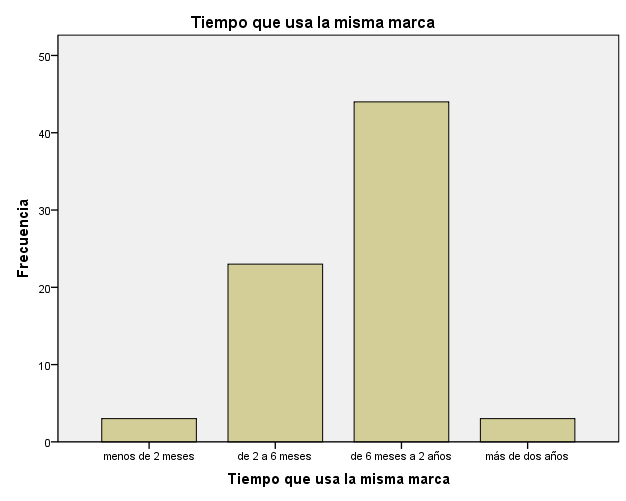 Tiempo que usa la misma marca
50
40
30
20
10
0
Frecuencia
menos de 2 meses
de 2 a 6 meses
de 6 meses a 2 años
más de dos años
Tiempo que usa la misma marca